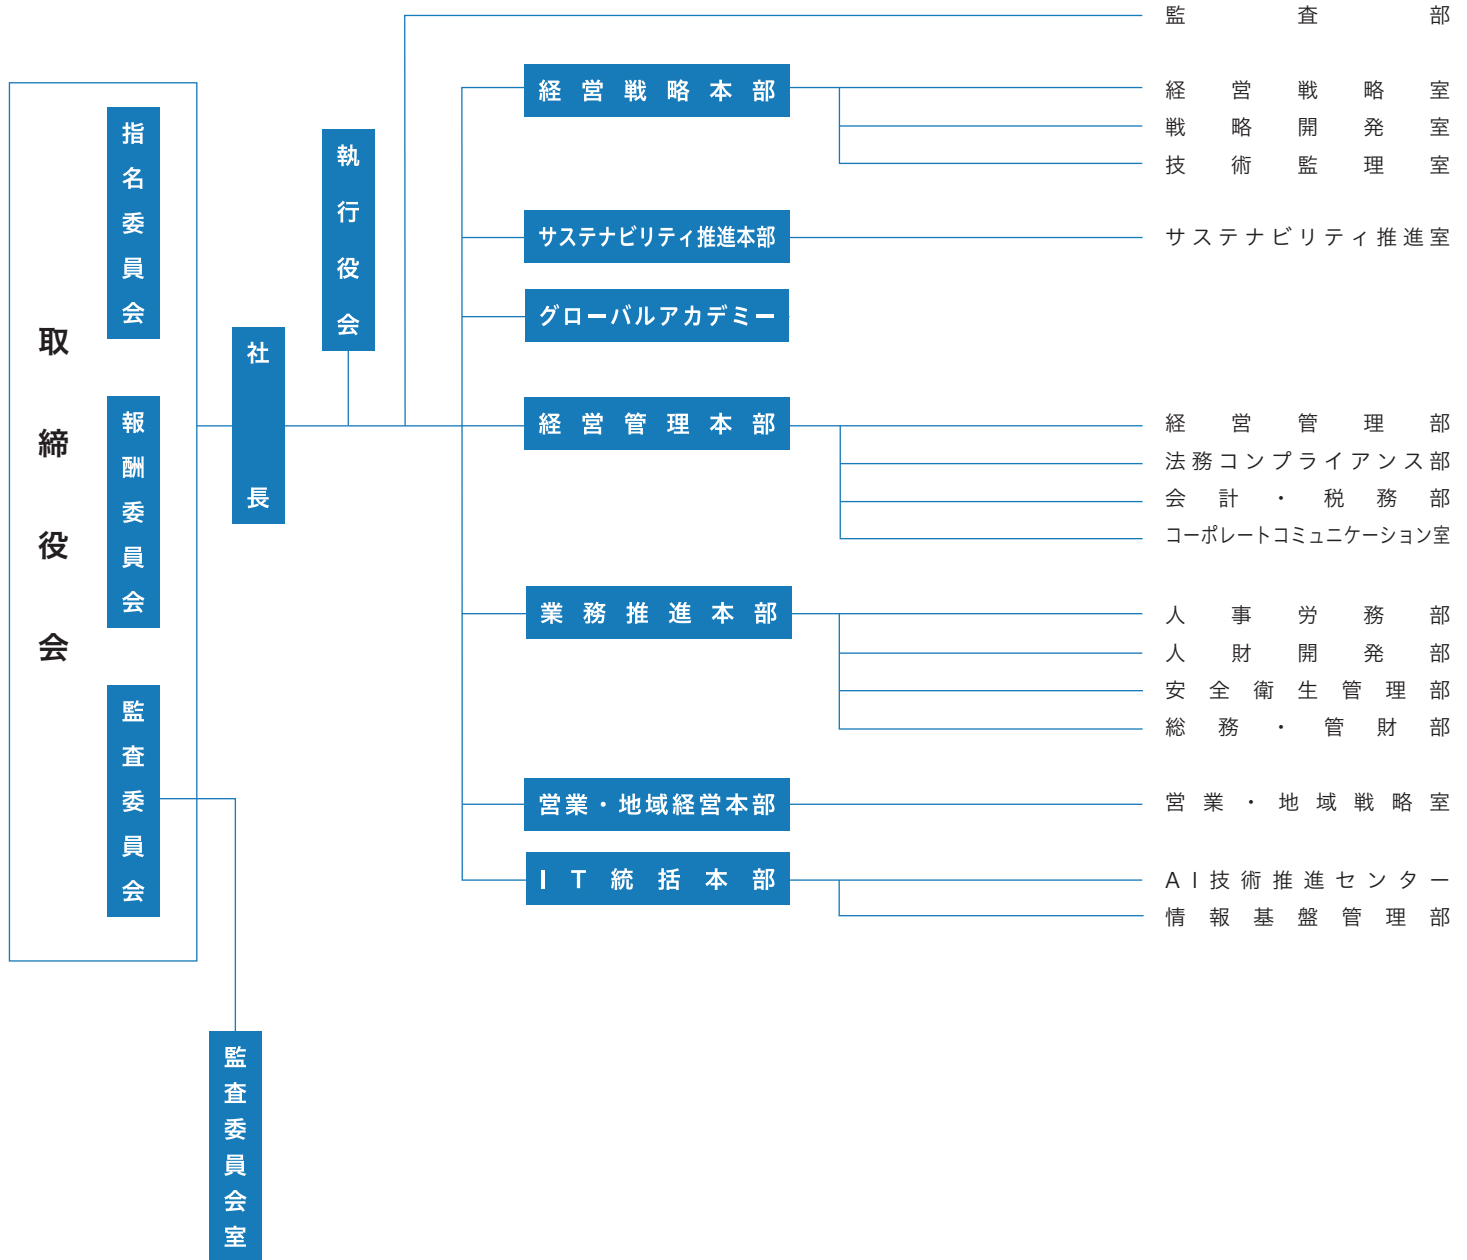 取締役会
指名委員会
報酬委員会
監査委員会
監査委員会室
社長
執行役会
監査部
経営戦略本部
経営戦略室
戦略開発室
技術監理室
サステナビリティ推進本部
サステナビリティ推進室
グローバルアカデミー
経営管理本部
経営管理部
法務コンプライアンス部
会計・税務部
コーポレートコミュニケーション室
業務推進本部
人事労務部
人財開発部
安全衛生管理部
総務・管財部
営業・地域経営本部
営業・地域戦略室
IT統括本部
AI技術推進センター
情報基盤管理部